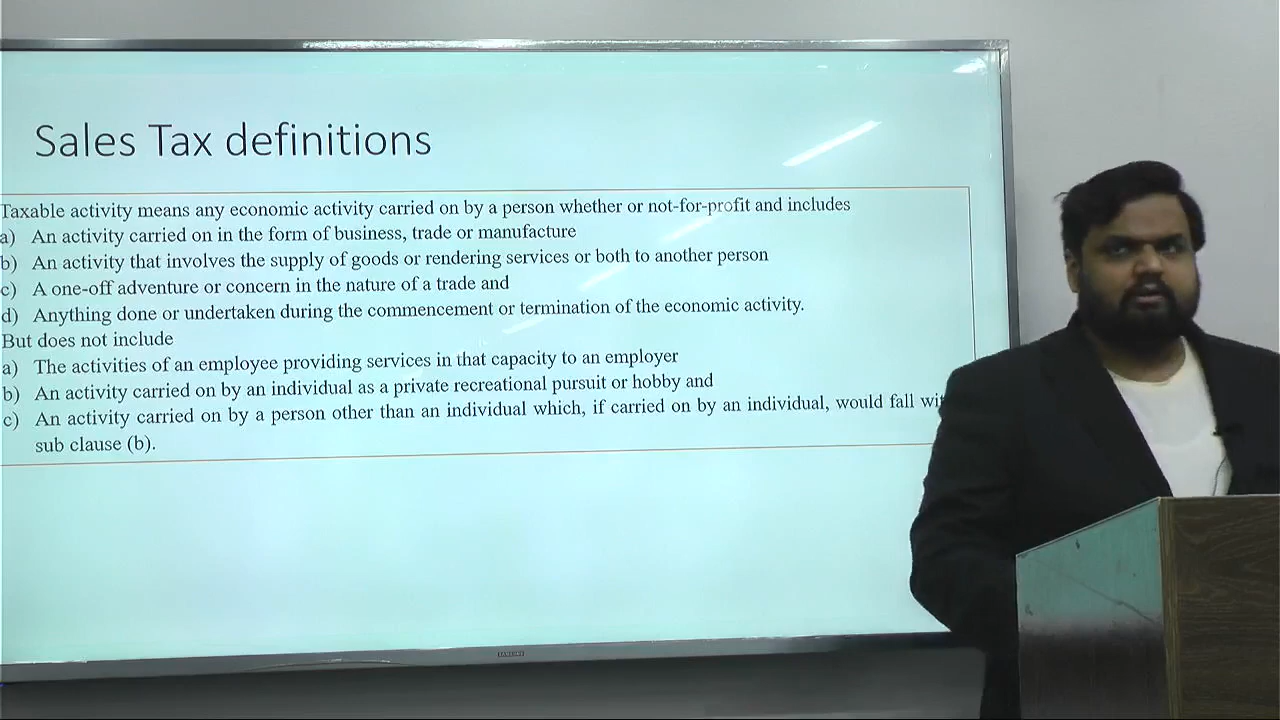 Sales Tax definitions
Taxable activity means any economic activity carried on by a person whether or not-for-profit and includes
a) An activity carried on in the form of business, trade or manufacture
b) An activity that involves the supply of goods or rendering services or both to another person
c) A one-off adventure or concern in the nature of a trade and
d) Anything done or undertaken during the commencement or termination of the economic activity.
But does not include
a) The activities of an employee providing services in that capacity to an employer
b) An activity carried on by an individual as a private recreational pursuit or hobby and
c) An activity carried on by a person other than an individual which, if carried on by an individual, would fall
sub clause (b).